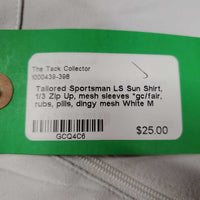 The Tack Collector
1000439-398
Tailored Sportsman LS Sun Shirt,
1/3 Zip Up, mesh sleeves *gc/fair,
rubs, pills, dingy mesh White M
GCQ4C6
$25.00